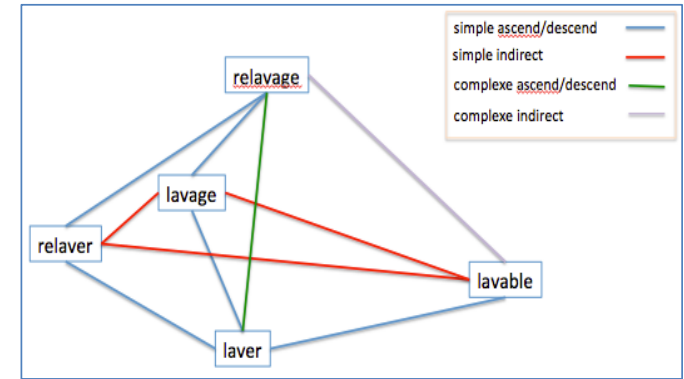 simple ascend/descend
simple indirect
complexe ascend/descend
complexe indirect
relavage
lavage
relaver
lavable
laver